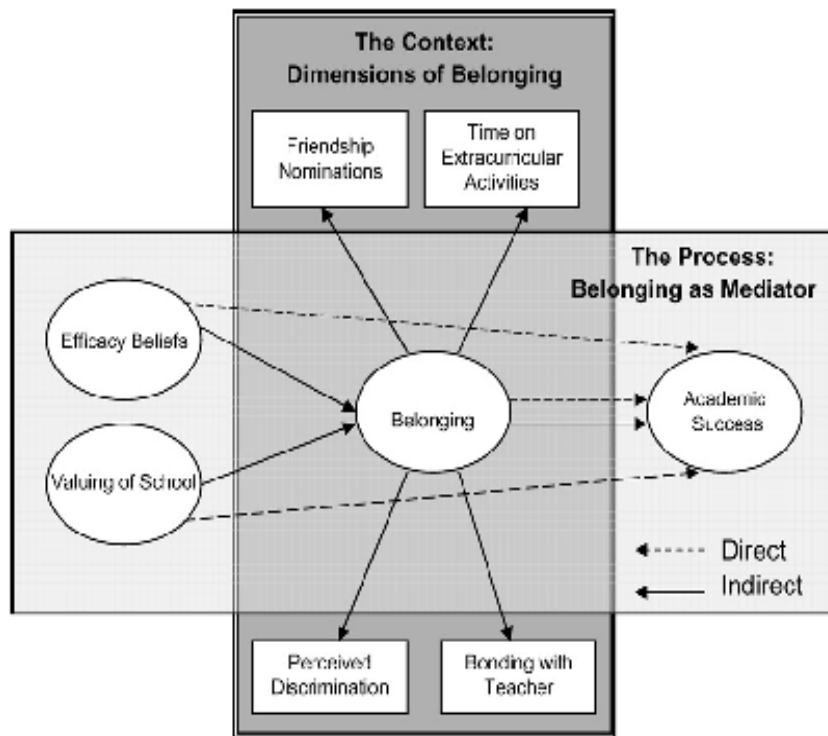 The Context:
Dimensions of Belonging
Friendship
Nominations
Time on
Extracurricular
Activities
The Process:
Belonging as Mediator
Efficacy Beliefs
Valuing of School
Belonging
Academic
Success
Direct
Indirect
Perceived
Discrimination
Bonding with
Teacher